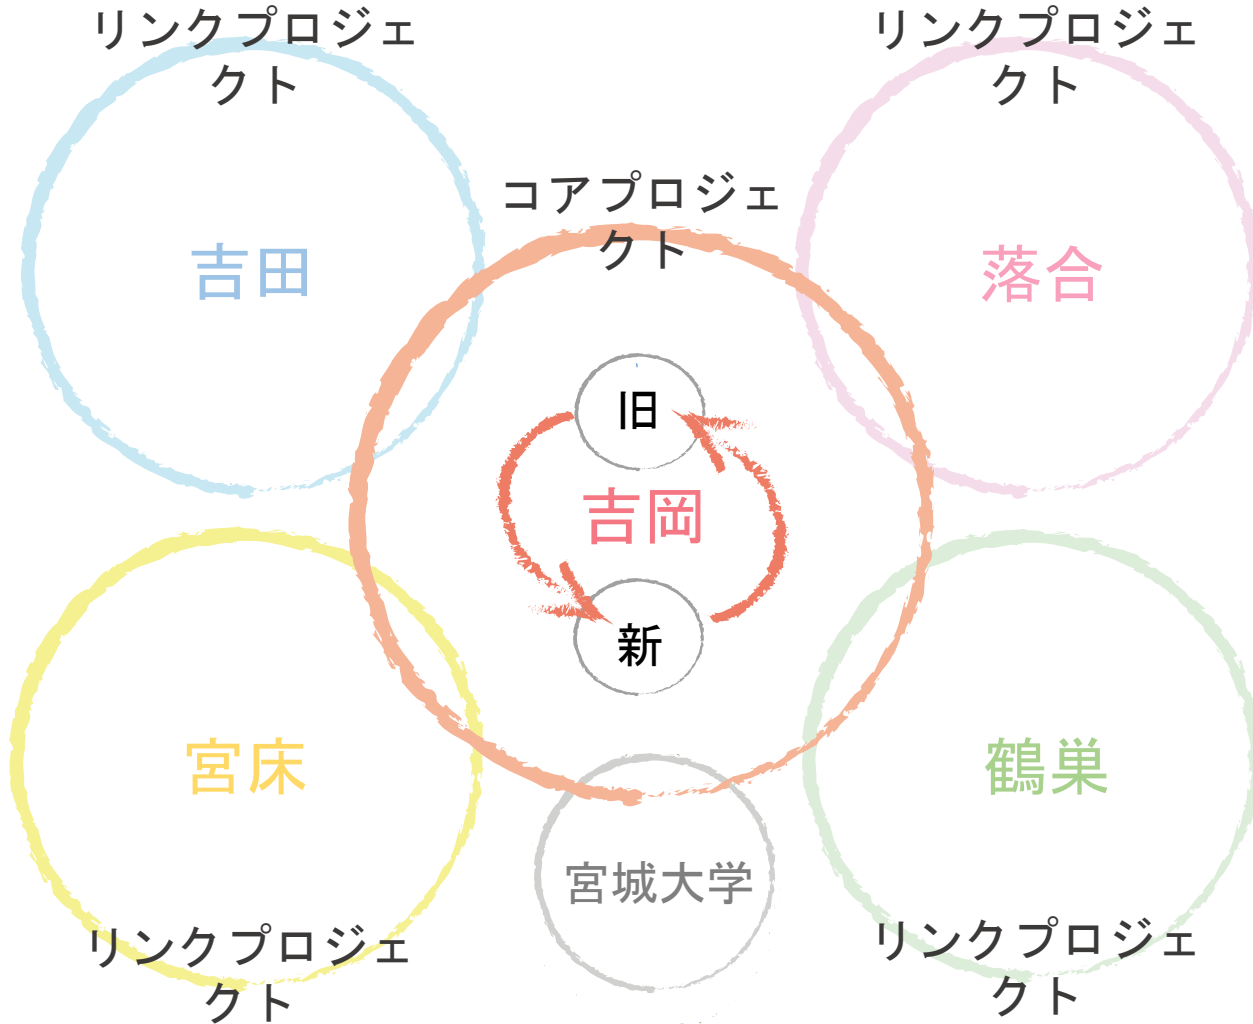 リンクプロジェ
クト
リンクプロジェ
クト
コアプロジェ
クト
吉田
落合
旧
吉岡
新
宮床
鶴巣
宮城大学
リンクプロジェ
クト
リンクプロジェ
クト